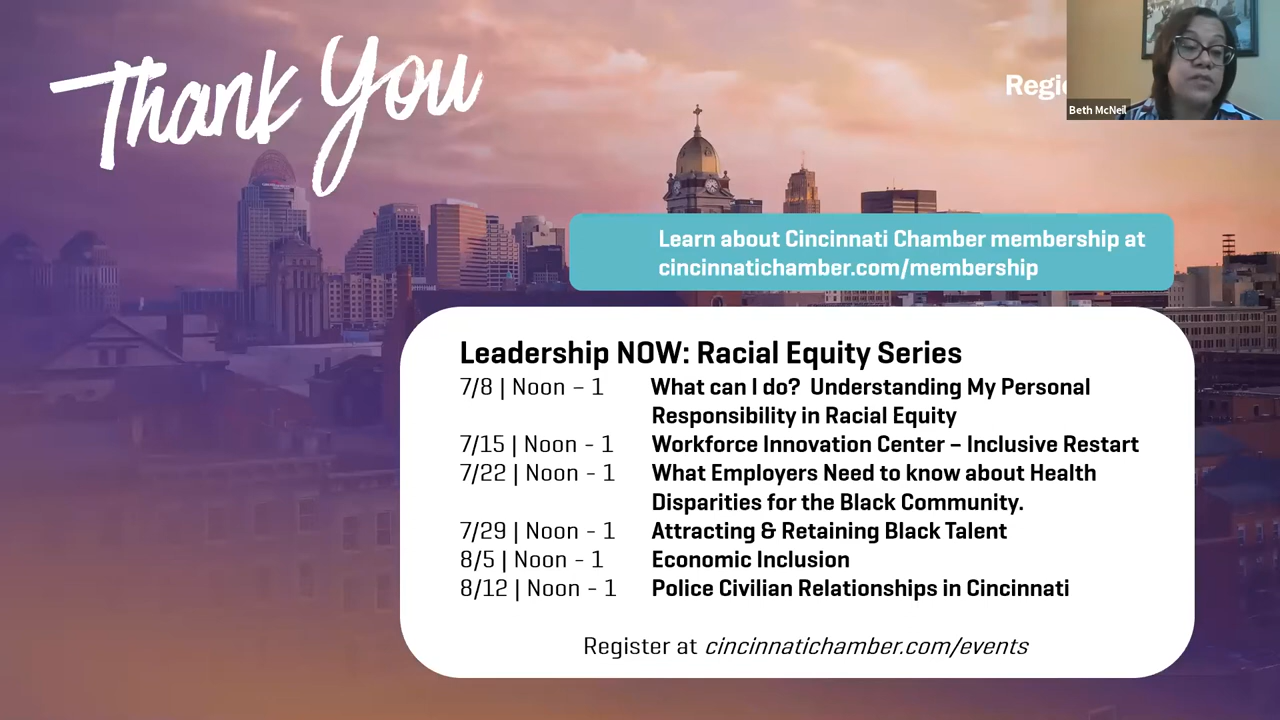 Thank You
Beth McNeil
Learn about Cincinnati Chamber membership at
cincinnatichamber.com/membership
Leadership NOW: Racial Equity Series
7/8 | Noon – 1 What can I do? Understanding My Personal
Responsibility in Racial Equity
7/15 | Noon - 1 Workforce Innovation Center – Inclusive Restart
7/22 | Noon - 1 What Employers Need to know about Health
Disparities for the Black Community.
7/29 | Noon - 1 Attracting & Retaining Black Talent
8/5 | Noon - 1 Economic Inclusion
8/12 | Noon - 1 Police Civilian Relationships in Cincinnati
Register at cincinnatichamber.com/events